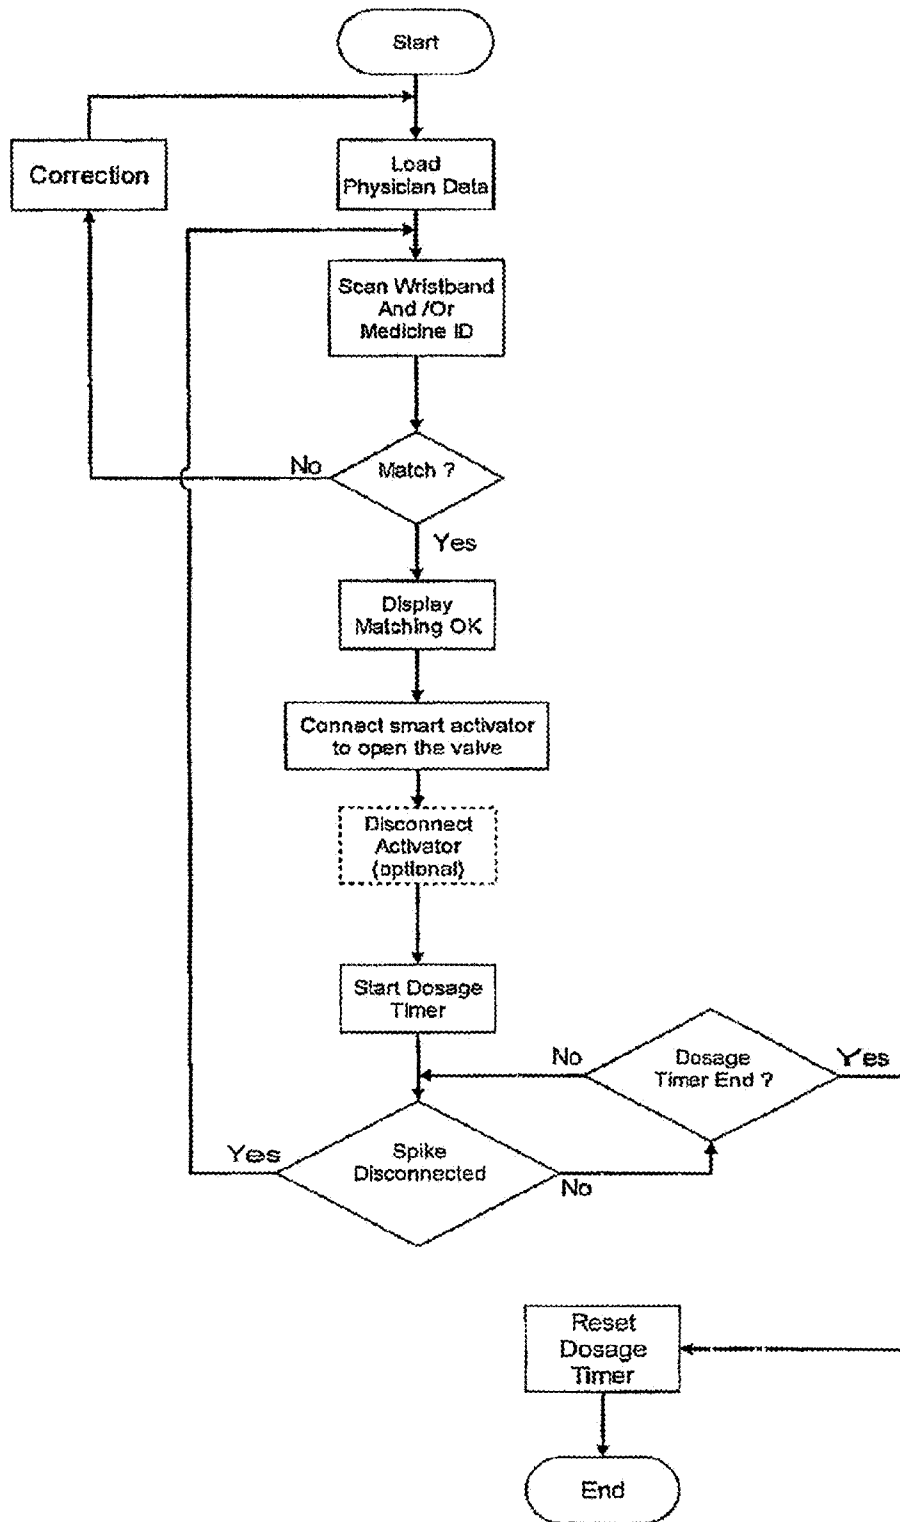 Start
Correction
Load
Physician Data
Scan Wristband
And /Or
Medicine ID
No
Match ?
Yes
Display
Matching OK
Connect smart activator
to open the valve
Disconnect
Activator
(optional)
Start Dosage
Timer
No
Dosage
Timer End ?
Yes
Yes
Spike
Disconnected
No
Reset
Dosage
Timer
End